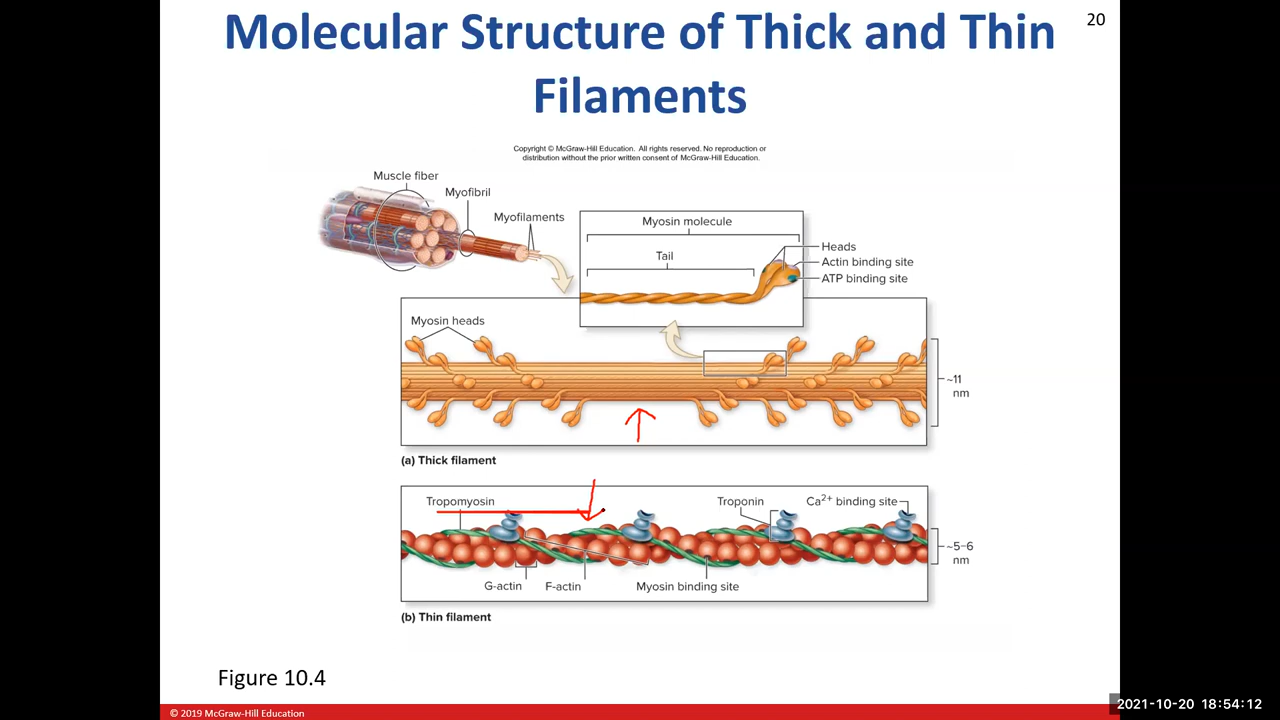 Molecular Structure of Thick and Thin
Filaments
20
Copyright © McGraw-Hill Education. All rights reserved. No reproduction or
distribution without the prior written consent of McGraw-Hill Education.
Muscle fiber
Myofibril
Myofilaments
Myosin molecule
Tail
Heads
Actin binding site
ATP binding site
Myosin heads
~11
nm
(a) Thick filament
Tropomyosin
Troponin
Ca2+ binding site
~5–6
nm
G-actin
F-actin
Myosin binding site
(b) Thin filament
Figure 10.4
© 2019 McGraw-Hill Education
2021-10-20 18:54:12